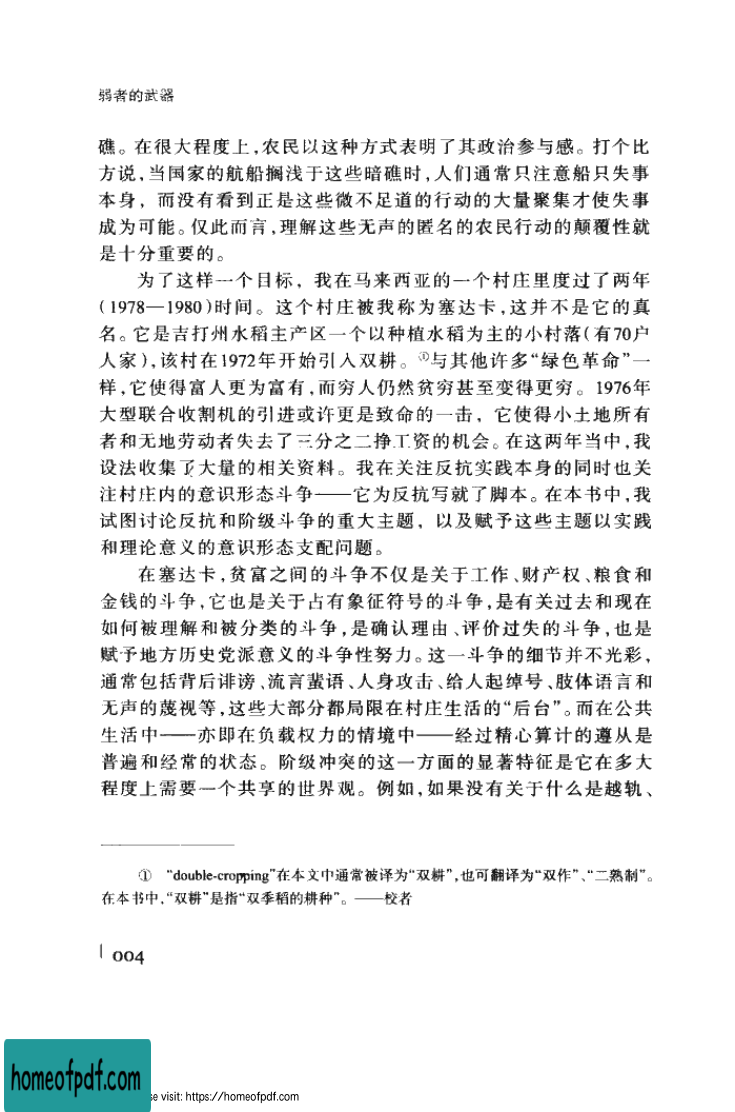 弱者的武器
礁。在很大程度上,农民以这种方式表明了其政治参与感。打个比
方说,当国家的航船搁浅于这些暗礁时,人们通常只注意船只失事
本身，而没有看到正是这些微不足道的行动的大量聚集才使失事
成为可能。仅此而言,理解这些无声的匿名的农民行动的颠覆性就
是十分重要的。
为了这样一个目标，我在马来西亚的一个村庄里度过了两年
(1978—1980)时间。这个村庄被我称为塞达卡,这并不是它的真
名。它是吉打州水稻主产区一个以种植水稻为主的小村落(有70户
人家),该村在1972年开始引入双耕。①与其他许多“绿色革命”一
样,它使得富人更为富有,而穷人仍然贫穷甚至变得更穷。1976年
大型联合收割机的引进或许更是致命的一击，它使得小土地所有
者和无地劳动者失去了三分之二挣工资的机会。在这两年当中,我
设法收集了大量的相关资料。我在关注反抗实践本身的同时也关
注村庄内的意识形态斗争——它为反抗写就了脚本。在本书中,我
试图讨论反抗和阶级斗争的重大主题，以及赋予这些主题以实践
和理论意义的意识形态支配问题。
在塞达卡,贫富之间的斗争不仅是关于工作、财产权、粮食和
金钱的斗争,它也是关于占有象征符号的斗争,是有关过去和现在
如何被理解和被分类的斗争,是确认理由、评价过失的斗争,也是
赋予地方历史党派意义的斗争性努力。这一斗争的细节并不光彩,
通常包括背后诽谤、流言蜚语、人身攻击、给人起绰号、肢体语言和
无声的蔑视等,这些大部分都局限在村庄生活的“后台”。而在公共
生活中——亦即在负载权力的情境中——经过精心算计的遵从是
普遍和经常的状态。阶级冲突的这一方面的显著特征是它在多大
程度上需要一个共享的世界观。例如,如果没有关于什么是越轨、
① “double-cropping”在本文中通常被译为“双耕”,也可翻译为“双作”、“二熟制”。
在本书中,“双耕”是指“双季稻的耕种”。——校者
004
homeofpdf.com
se visit: https://homeofpdf.com